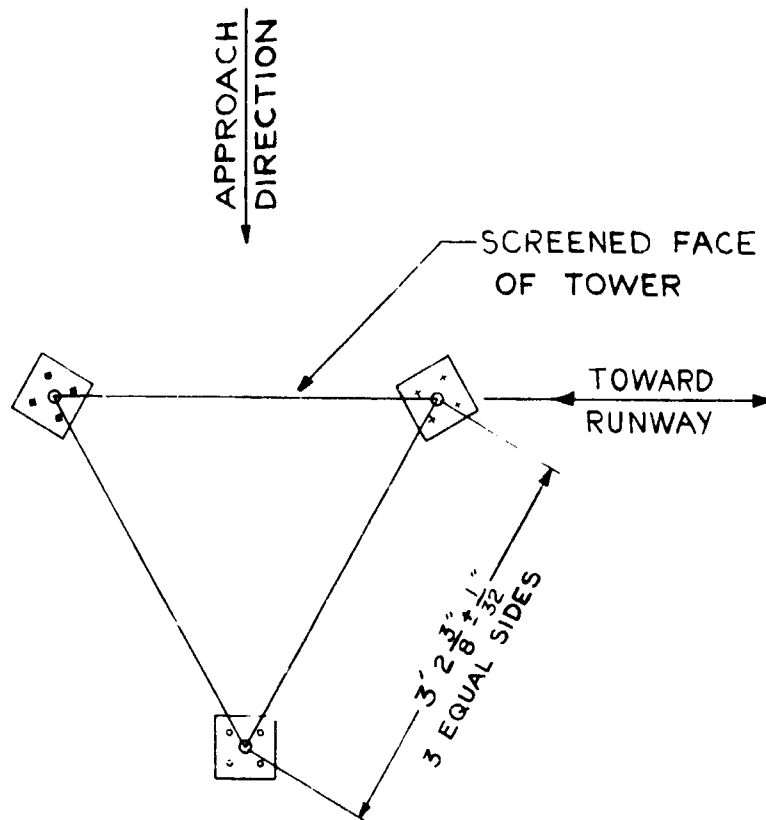 APPROACH
DIRECTION
SCREENED FACE
OF TOWER
TOWARD
RUNWAY
3' 2 3/8" ± 1/32"
3 EQUAL SIDES